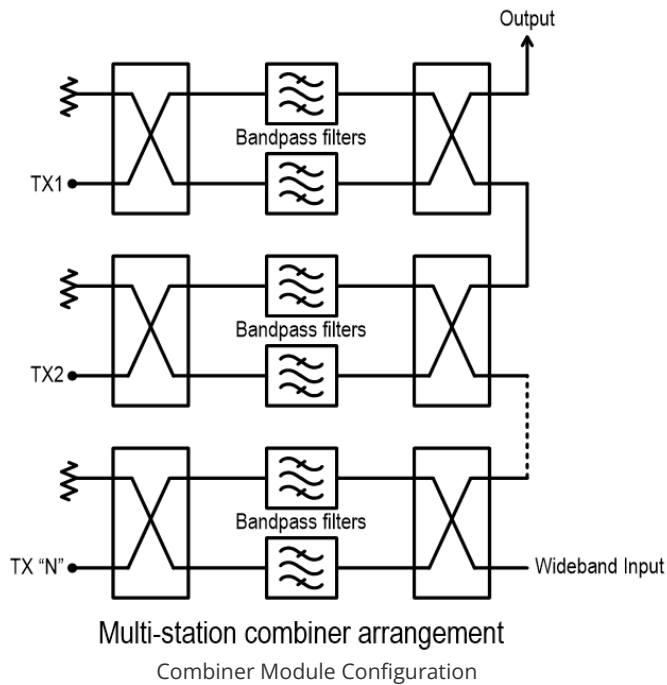 Output
Bandpass filters
TX1
Bandpass filters
TX2
Bandpass filters
TX “N”
Wideband Input
Multi-station combiner arrangement
Combiner Module Configuration